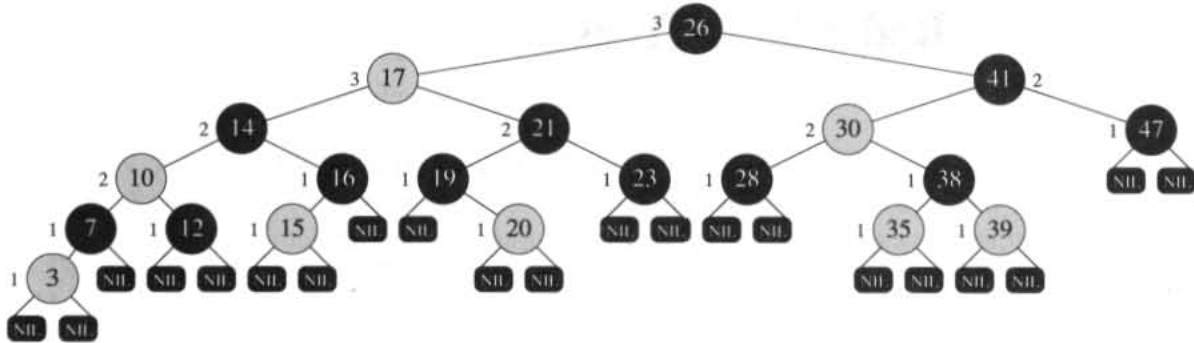 3 26
3 17 41 2
2 14 2 21 2 30 1 47
2 10 1 16 1 19 1 23 1 28 1 38 NIL NIL
1 7 1 12 1 15 NIL NIL 1 20 NIL NIL NIL NIL 1 35 1 39
1 3 NIL NIL NIL NIL NIL NIL NIL NIL NIL NIL NIL
NIL NIL